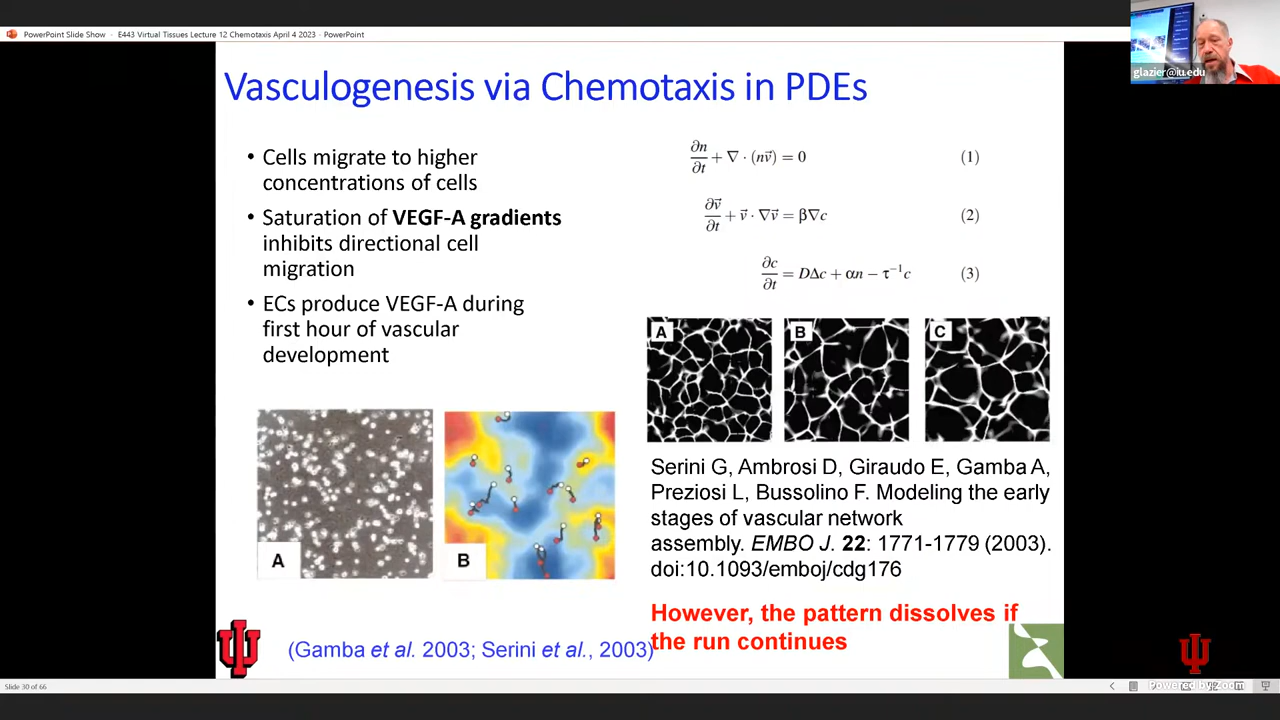 PowerPoint Slide Show - E443 Virtual Tissues Lecture 12 Chemotaxis April 4 2023 - PowerPoint
glazier@iu.edu
Vasculogenesis via Chemotaxis in PDEs
• Cells migrate to higher
concentrations of cells
• Saturation of VEGF-A gradients
inhibits directional cell
migration
• ECs produce VEGF-A during
first hour of vascular
development
∂n/∂t + ∇ · (nv⃗) = 0 (1)
∂v⃗/∂t + v⃗ · ∇v⃗ = β∇c (2)
∂c/∂t = DΔc + αn − τ⁻¹c (3)
A
B
C
A
B
Serini G, Ambrosi D, Giraudo E, Gamba A,
Preziosi L, Bussolino F. Modeling the early
stages of vascular network
assembly. EMBO J. 22: 1771-1779 (2003).
doi:10.1093/emboj/cdg176
However, the pattern dissolves if
the run continues
(Gamba et al. 2003; Serini et al., 2003)
Slide 30 of 66
Powered by Zoom